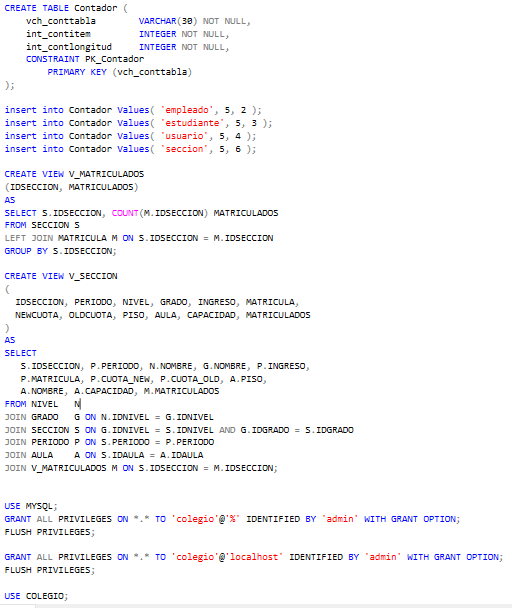 CREATE TABLE Contador (
    vch_conttabla        VARCHAR(30) NOT NULL,
    int_contitem         INTEGER NOT NULL,
    int_contlongitud     INTEGER NOT NULL,
    CONSTRAINT PK_Contador
        PRIMARY KEY (vch_conttabla)
);
insert into Contador Values( 'empleado', 5, 2 );
insert into Contador Values( 'estudiante', 5, 3 );
insert into Contador Values( 'usuario', 5, 4 );
insert into Contador Values( 'seccion', 5, 6 );
CREATE VIEW V_MATRICULADOS
(IDSECCION, MATRICULADOS)
AS
SELECT S.IDSECCION, COUNT(M.IDSECCION) MATRICULADOS
FROM SECCION S
LEFT JOIN MATRICULA M ON S.IDSECCION = M.IDSECCION
GROUP BY S.IDSECCION;
CREATE VIEW V_SECCION
(
  IDSECCION, PERIODO, NIVEL, GRADO, INGRESO, MATRICULA,
  NEWCUOTA, OLDCUOTA, PISO, AULA, CAPACIDAD, MATRICULADOS
)
AS
SELECT
   S.IDSECCION, P.PERIODO, N.NOMBRE, G.NOMBRE, P.INGRESO,
   P.MATRICULA, P.CUOTA_NEW, P.CUOTA_OLD, A.PISO,
   A.NOMBRE, A.CAPACIDAD, M.MATRICULADOS
FROM NIVEL   N
JOIN GRADO   G ON N.IDNIVEL = G.IDNIVEL
JOIN SECCION S ON G.IDNIVEL = S.IDNIVEL AND G.IDGRADO = S.IDGRADO
JOIN PERIODO P ON S.PERIODO = P.PERIODO
JOIN AULA    A ON S.IDAULA = A.IDAULA
JOIN V_MATRICULADOS M ON S.IDSECCION = M.IDSECCION;
USE MYSQL;
GRANT ALL PRIVILEGES ON *.* TO 'colegio'@'%' IDENTIFIED BY 'admin' WITH GRANT OPTION;
FLUSH PRIVILEGES;
GRANT ALL PRIVILEGES ON *.* TO 'colegio'@'localhost' IDENTIFIED BY 'admin' WITH GRANT OPTION;
FLUSH PRIVILEGES;
USE COLEGIO;